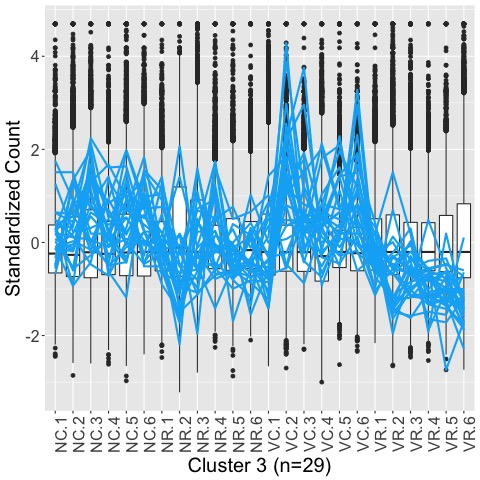 Standardized Count
4
2
0
-2
NC.1
NC.2
NC.3
NC.4
NC.5
NC.6
NR.1
NR.2
NR.3
NR.4
NR.5
NR.6
VC.1
VC.2
VC.3
VC.4
VC.5
VC.6
VR.1
VR.2
VR.3
VR.4
VR.5
VR.6
Cluster 3 (n=29)